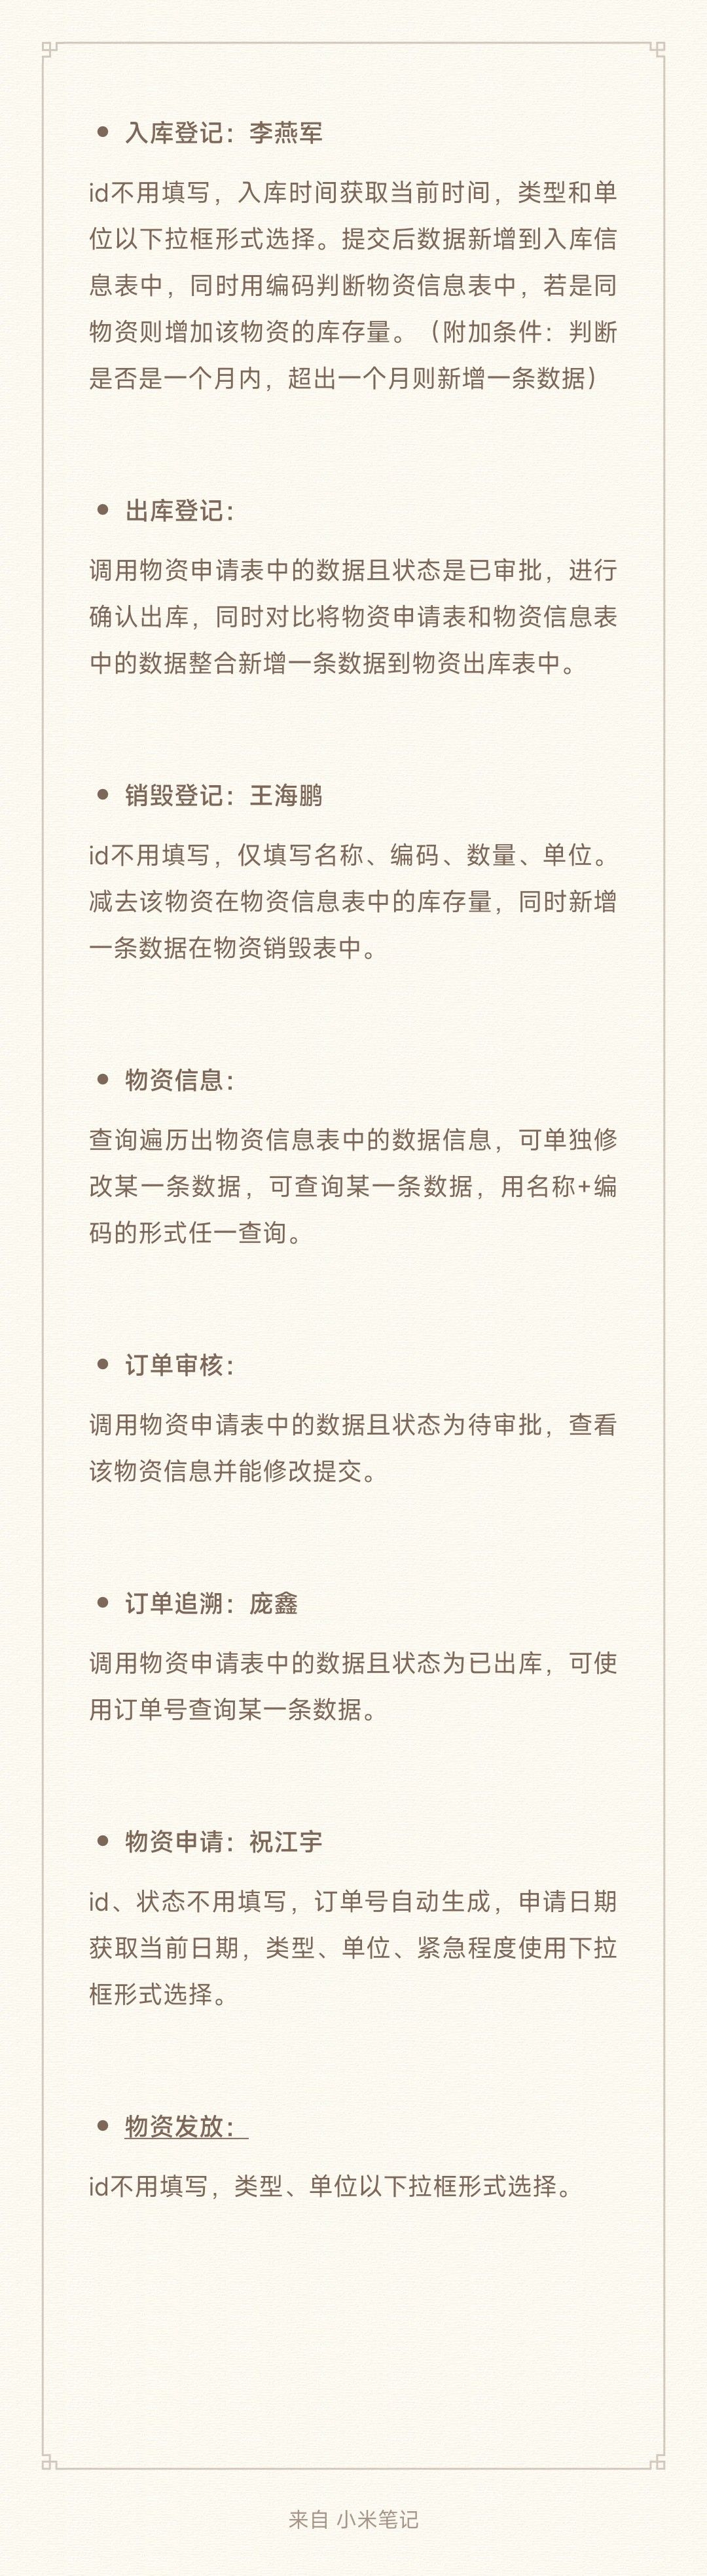 • 入库登记：李燕军
id不用填写，入库时间获取当前时间，类型和单
位以下拉框形式选择。提交后数据新增到入库信
息表中，同时用编码判断物资信息表中，若是同
物资则增加该物资的库存量。（附加条件：判断
是否是一个月内，超出一个月则新增一条数据）
• 出库登记：
调用物资申请表中的数据且状态是已审批，进行
确认出库，同时对比将物资申请表和物资信息表
中的数据整合新增一条数据到物资出库表中。
• 销毁登记：王海鹏
id不用填写，仅填写名称、编码、数量、单位。
减去该物资在物资信息表中的库存量，同时新增
一条数据在物资销毁表中。
• 物资信息：
查询遍历出物资信息表中的数据信息，可单独修
改某一条数据，可查询某一条数据，用名称+编
码的形式任一查询。
• 订单审核：
调用物资申请表中的数据且状态为待审批，查看
该物资信息并能修改提交。
• 订单追溯：庞鑫
调用物资申请表中的数据且状态为已出库，可使
用订单号查询某一条数据。
• 物资申请：祝江宇
id、状态不用填写，订单号自动生成，申请日期
获取当前日期，类型、单位、紧急程度使用下拉
框形式选择。
• 物资发放：
id不用填写，类型、单位以下拉框形式选择。
来自 小米笔记